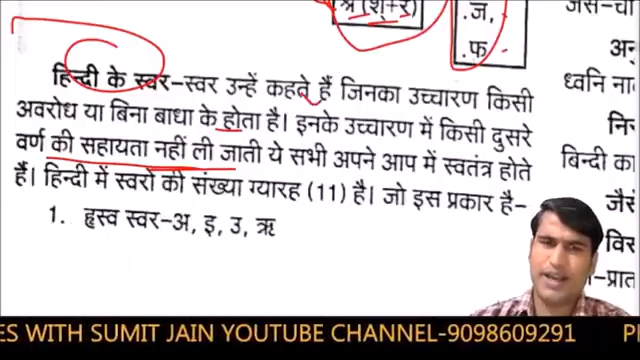 श्र (श्+र)
.ज,
.फ
हिन्दी के स्वर–स्वर उन्हें कहते हैं जिनका उच्चारण किसी
अवरोध या बिना बाधा के होता है। इनके उच्चारण में किसी दुसरे
वर्ण की सहायता नहीं ली जाती ये सभी अपने आप में स्वतंत्र होते
हैं। हिन्दी में स्वरों की संख्या ग्यारह (11) है। जो इस प्रकार है–
1. हृस्व स्वर–अ, इ, उ, ऋ
ध्वनि ना
बिन्दी का
जैसे
विस
ES WITH SUMIT JAIN YOUTUBE CHANNEL-9098609291